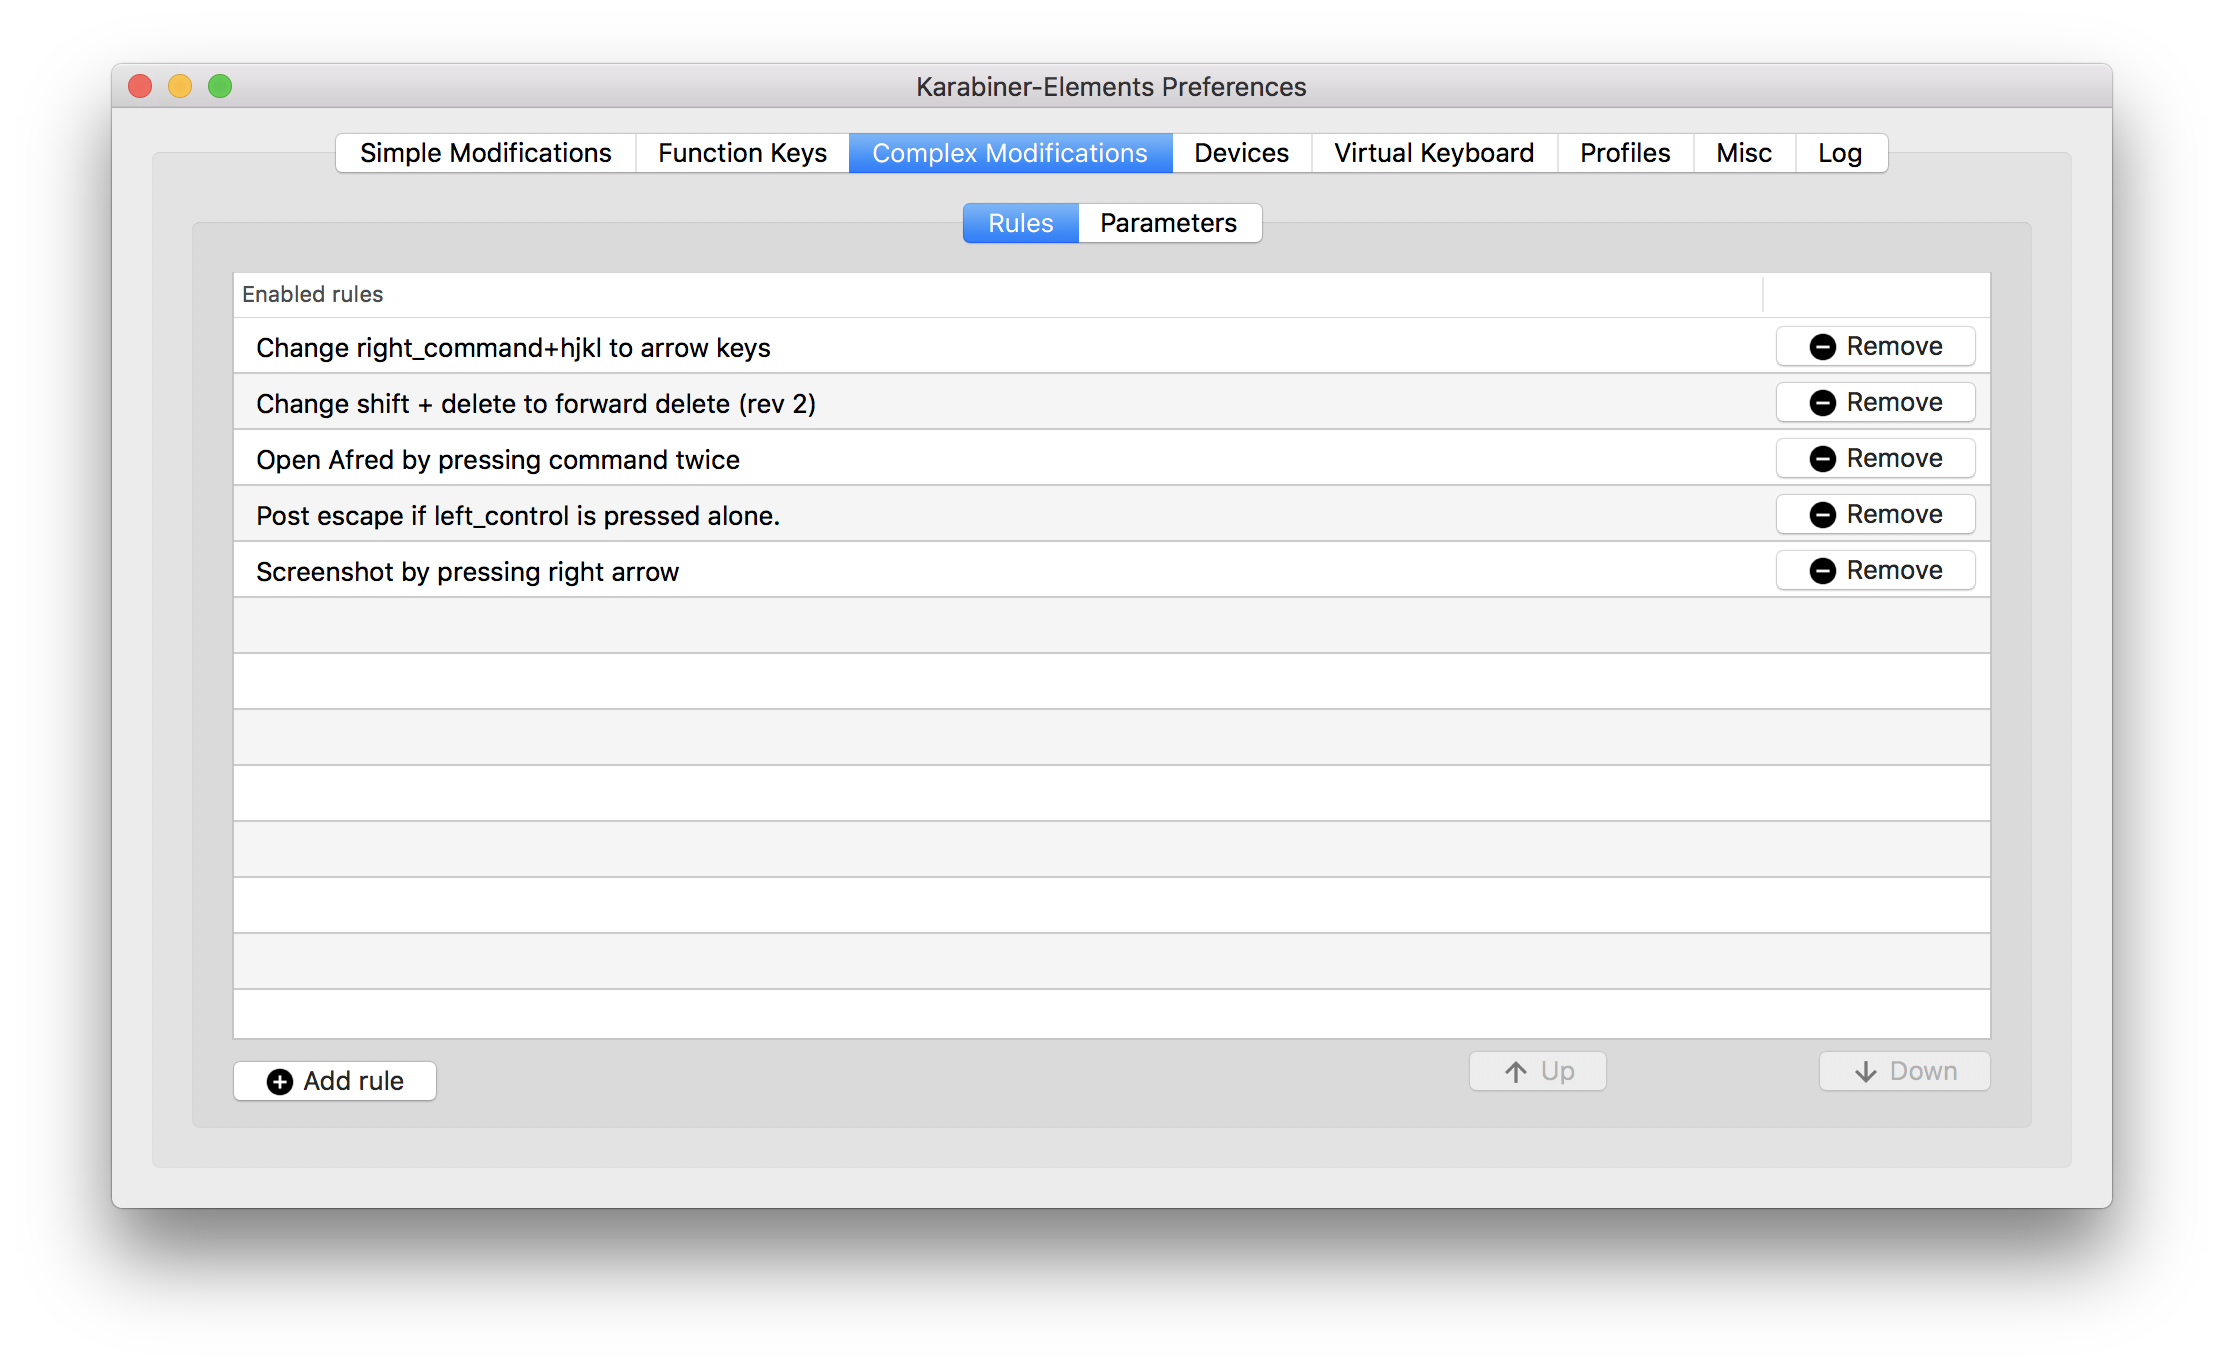 Karabiner-Elements Preferences
Simple Modifications Function Keys Complex Modifications Devices Virtual Keyboard Profiles Misc Log
Rules Parameters
Enabled rules
Change right_command+hjkl to arrow keys Remove
Change shift + delete to forward delete (rev 2) Remove
Open Afred by pressing command twice Remove
Post escape if left_control is pressed alone. Remove
Screenshot by pressing right arrow Remove
Add rule Up Down